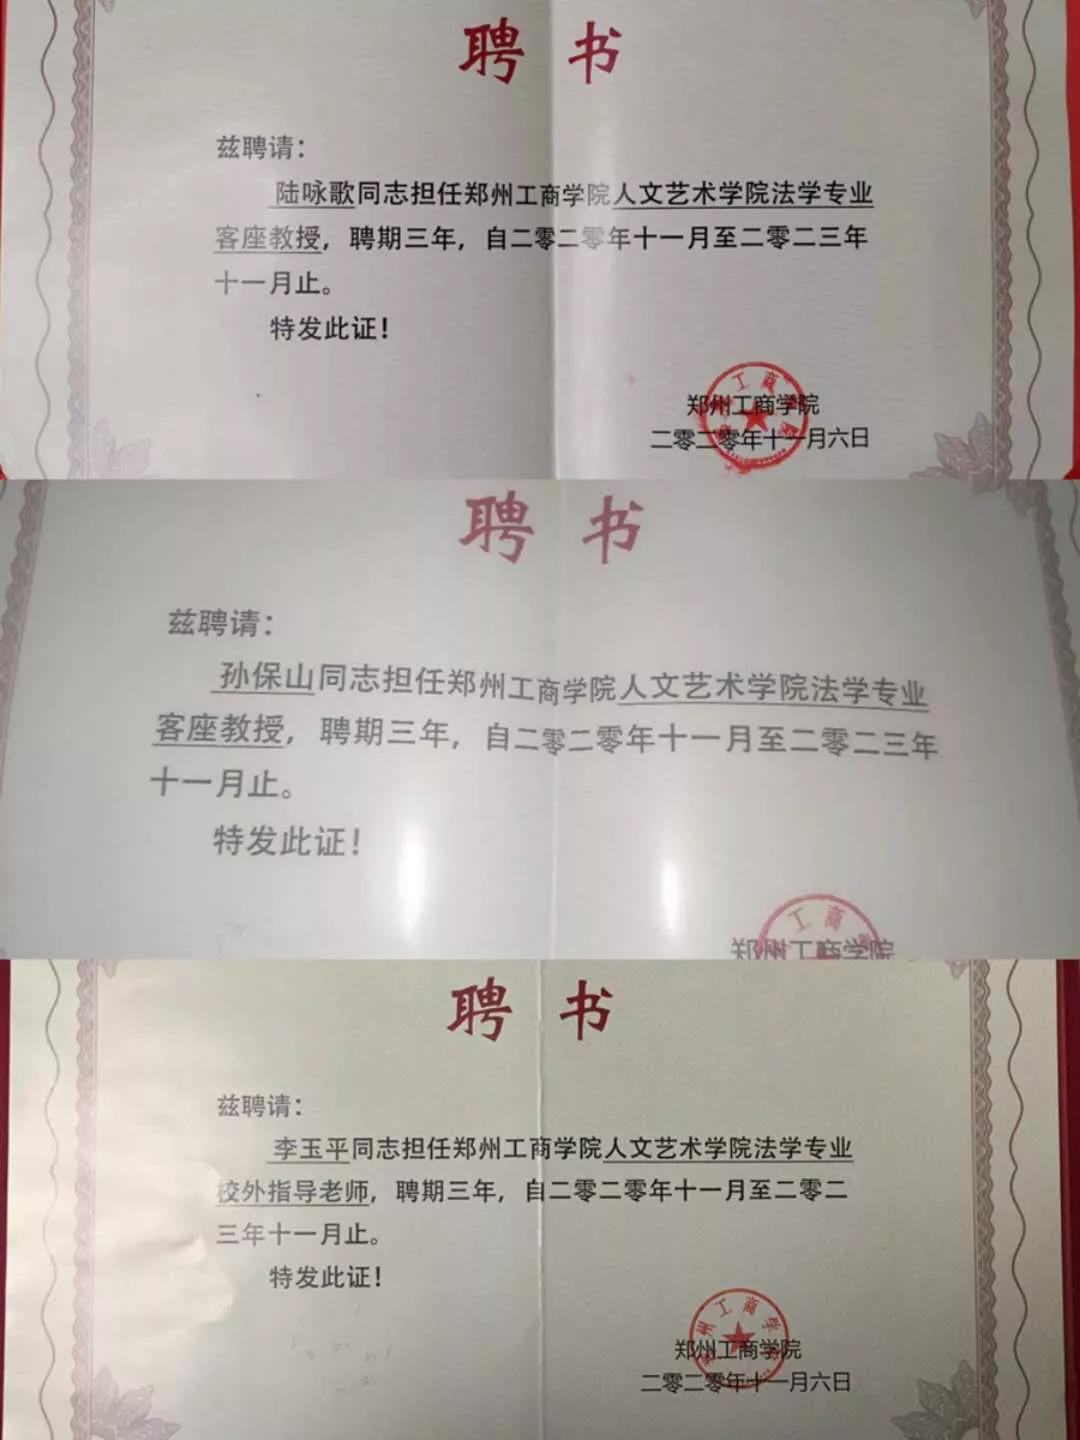 聘 书
兹聘请：
陆咏歌同志担任郑州工商学院人文艺术学院法学专业
客座教授，聘期三年，自二零二零年十一月至二零二三年
十一月止。
特发此证！
郑州工商学院
二零二零年十一月六日
聘 书
兹聘请：
孙保山同志担任郑州工商学院人文艺术学院法学专业
客座教授，聘期三年，自二零二零年十一月至二零二三年
十一月止。
特发此证！
郑州工商学院
聘 书
兹聘请：
李玉平同志担任郑州工商学院人文艺术学院法学专业
校外指导老师，聘期三年，自二零二零年十一月至二零二
三年十一月止。
特发此证！
郑州工商学院
二零二零年十一月六日